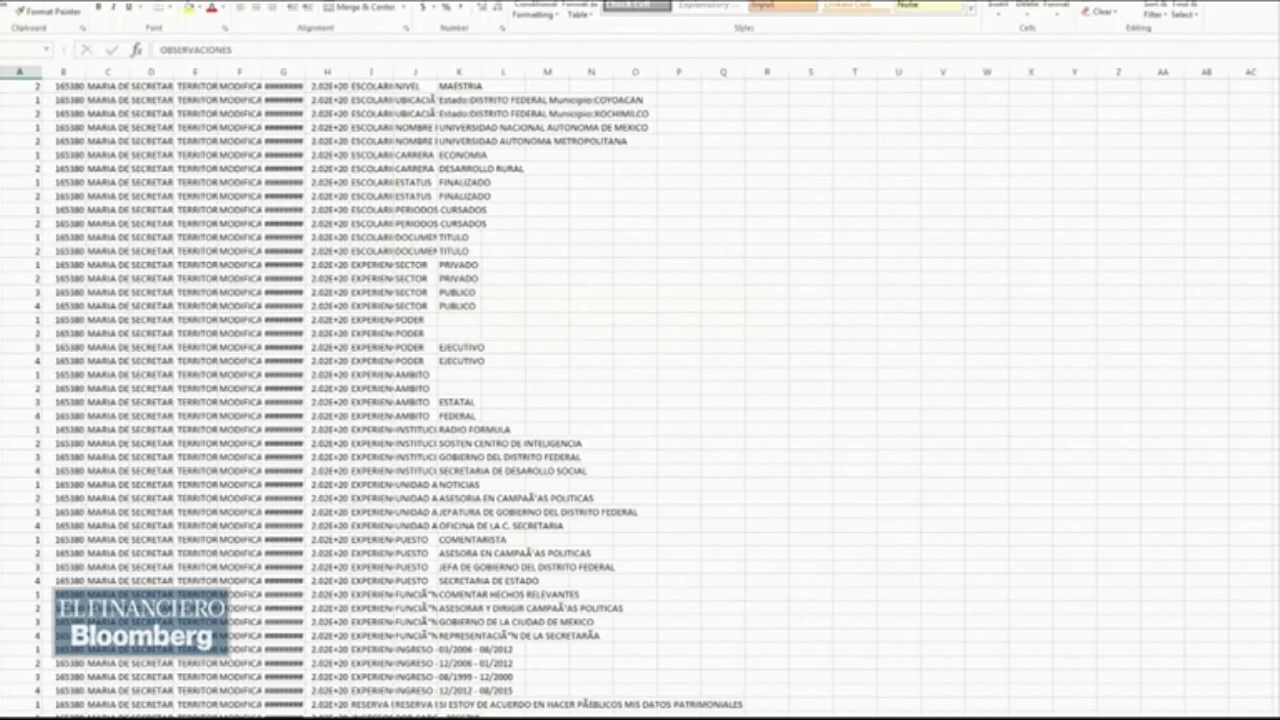 Format Painter
Merge & Center
$ % ,
Conditional
Formatting
Table
Explanatory ...
Input
Note
Insert Delete Format
Clear
Sort & Find &
Filter Select
Clipboard
Font
Alignment
Number
Styles
Cells
Editing
fx OBSERVACIONES
A B C D E F G H I J K L M N O P Q R S T U V W X Y Z AA AB AC
2 165380 MARIA DE SECRETAR TERRITOR MODIFICA ######## 2.02E+20 ESCOLARI NIVEL MAESTRIA
1 165380 MARIA DE SECRETAR TERRITOR MODIFICA ######## 2.02E+20 ESCOLARI UBICACIÃ Estado:DISTRITO FEDERAL Municipio:COYOACAN
2 165380 MARIA DE SECRETAR TERRITOR MODIFICA ######## 2.02E+20 ESCOLARI UBICACIÃ Estado:DISTRITO FEDERAL Municipio:XOCHIMILCO
1 165380 MARIA DE SECRETAR TERRITOR MODIFICA ######## 2.02E+20 ESCOLARI NOMBRE I UNIVERSIDAD NACIONAL AUTONOMA DE MEXICO
2 165380 MARIA DE SECRETAR TERRITOR MODIFICA ######## 2.02E+20 ESCOLARI NOMBRE I UNIVERSIDAD AUTONOMA METROPOLITANA
1 165380 MARIA DE SECRETAR TERRITOR MODIFICA ######## 2.02E+20 ESCOLARI CARRERA ECONOMIA
2 165380 MARIA DE SECRETAR TERRITOR MODIFICA ######## 2.02E+20 ESCOLARI CARRERA DESARROLLO RURAL
1 165380 MARIA DE SECRETAR TERRITOR MODIFICA ######## 2.02E+20 ESCOLARI ESTATUS FINALIZADO
2 165380 MARIA DE SECRETAR TERRITOR MODIFICA ######## 2.02E+20 ESCOLARI ESTATUS FINALIZADO
1 165380 MARIA DE SECRETAR TERRITOR MODIFICA ######## 2.02E+20 ESCOLARI PERIODOS CURSADOS
2 165380 MARIA DE SECRETAR TERRITOR MODIFICA ######## 2.02E+20 ESCOLARI PERIODOS CURSADOS
1 165380 MARIA DE SECRETAR TERRITOR MODIFICA ######## 2.02E+20 ESCOLARI DOCUMEN TITULO
2 165380 MARIA DE SECRETAR TERRITOR MODIFICA ######## 2.02E+20 ESCOLARI DOCUMEN TITULO
1 165380 MARIA DE SECRETAR TERRITOR MODIFICA ######## 2.02E+20 EXPERIEN SECTOR PRIVADO
2 165380 MARIA DE SECRETAR TERRITOR MODIFICA ######## 2.02E+20 EXPERIEN SECTOR PRIVADO
3 165380 MARIA DE SECRETAR TERRITOR MODIFICA ######## 2.02E+20 EXPERIEN SECTOR PUBLICO
4 165380 MARIA DE SECRETAR TERRITOR MODIFICA ######## 2.02E+20 EXPERIEN SECTOR PUBLICO
1 165380 MARIA DE SECRETAR TERRITOR MODIFICA ######## 2.02E+20 EXPERIEN PODER
2 165380 MARIA DE SECRETAR TERRITOR MODIFICA ######## 2.02E+20 EXPERIEN PODER
3 165380 MARIA DE SECRETAR TERRITOR MODIFICA ######## 2.02E+20 EXPERIEN PODER EJECUTIVO
4 165380 MARIA DE SECRETAR TERRITOR MODIFICA ######## 2.02E+20 EXPERIEN PODER EJECUTIVO
1 165380 MARIA DE SECRETAR TERRITOR MODIFICA ######## 2.02E+20 EXPERIEN AMBITO
2 165380 MARIA DE SECRETAR TERRITOR MODIFICA ######## 2.02E+20 EXPERIEN AMBITO
3 165380 MARIA DE SECRETAR TERRITOR MODIFICA ######## 2.02E+20 EXPERIEN AMBITO ESTATAL
4 165380 MARIA DE SECRETAR TERRITOR MODIFICA ######## 2.02E+20 EXPERIEN AMBITO FEDERAL
1 165380 MARIA DE SECRETAR TERRITOR MODIFICA ######## 2.02E+20 EXPERIEN INSTITUCI RADIO FORMULA
2 165380 MARIA DE SECRETAR TERRITOR MODIFICA ######## 2.02E+20 EXPERIEN INSTITUCI SOSTEN CENTRO DE INTELIGENCIA
3 165380 MARIA DE SECRETAR TERRITOR MODIFICA ######## 2.02E+20 EXPERIEN INSTITUCI GOBIERNO DEL DISTRITO FEDERAL
4 165380 MARIA DE SECRETAR TERRITOR MODIFICA ######## 2.02E+20 EXPERIEN INSTITUCI SECRETARIA DE DESAROLLO SOCIAL
1 165380 MARIA DE SECRETAR TERRITOR MODIFICA ######## 2.02E+20 EXPERIEN UNIDAD A NOTICIAS
2 165380 MARIA DE SECRETAR TERRITOR MODIFICA ######## 2.02E+20 EXPERIEN UNIDAD A ASESORIA EN CAMPAÃ‘AS POLITICAS
3 165380 MARIA DE SECRETAR TERRITOR MODIFICA ######## 2.02E+20 EXPERIEN UNIDAD A JEFATURA DE GOBIERNO DEL DISTRITO FEDERAL
4 165380 MARIA DE SECRETAR TERRITOR MODIFICA ######## 2.02E+20 EXPERIEN UNIDAD A OFICINA DE LA C. SECRETARIA
1 165380 MARIA DE SECRETAR TERRITOR MODIFICA ######## 2.02E+20 EXPERIEN PUESTO COMENTARISTA
2 165380 MARIA DE SECRETAR TERRITOR MODIFICA ######## 2.02E+20 EXPERIEN PUESTO ASESORA EN CAMPAÃ‘AS POLITICAS
3 165380 MARIA DE SECRETAR TERRITOR MODIFICA ######## 2.02E+20 EXPERIEN PUESTO JEFA DE GOBIERNO DEL DISTRITO FEDERAL
4 165380 MARIA DE SECRETAR TERRITOR MODIFICA ######## 2.02E+20 EXPERIEN PUESTO SECRETARIA DE ESTADO
1 ######## 2.02E+20 EXPERIEN FUNCIÃ“N COMENTAR HECHOS RELEVANTES
2 ######## 2.02E+20 EXPERIEN FUNCIÃ“N ASESORAR Y DIRIGIR CAMPAÃ‘AS POLITICAS
3 ######## 2.02E+20 EXPERIEN FUNCIÃ“N GOBIERNO DE LA CIUDAD DE MEXICO
4 ######## 2.02E+20 EXPERIEN FUNCIÃ“N REPRESENTACIÃ“N DE LA SECRETARÃA
1 ######## 2.02E+20 EXPERIEN INGRESO - 03/2006 - 08/2012
2 165380 MARIA DE SECRETAR TERRITOR MODIFICA ######## 2.02E+20 EXPERIEN INGRESO - 12/2006 - 01/2012
3 165380 MARIA DE SECRETAR TERRITOR MODIFICA ######## 2.02E+20 EXPERIEN INGRESO - 08/1999 - 12/2000
4 165380 MARIA DE SECRETAR TERRITOR MODIFICA ######## 2.02E+20 EXPERIEN INGRESO - 12/2012 - 08/2015
1 165380 MARIA DE SECRETAR TERRITOR MODIFICA ######## 2.02E+20 RESERVA I RESERVA I SI ESTOY DE ACUERDO EN HACER PÃšBLICOS MIS DATOS PATRIMONIALES
EL FINANCIERO
Bloomberg